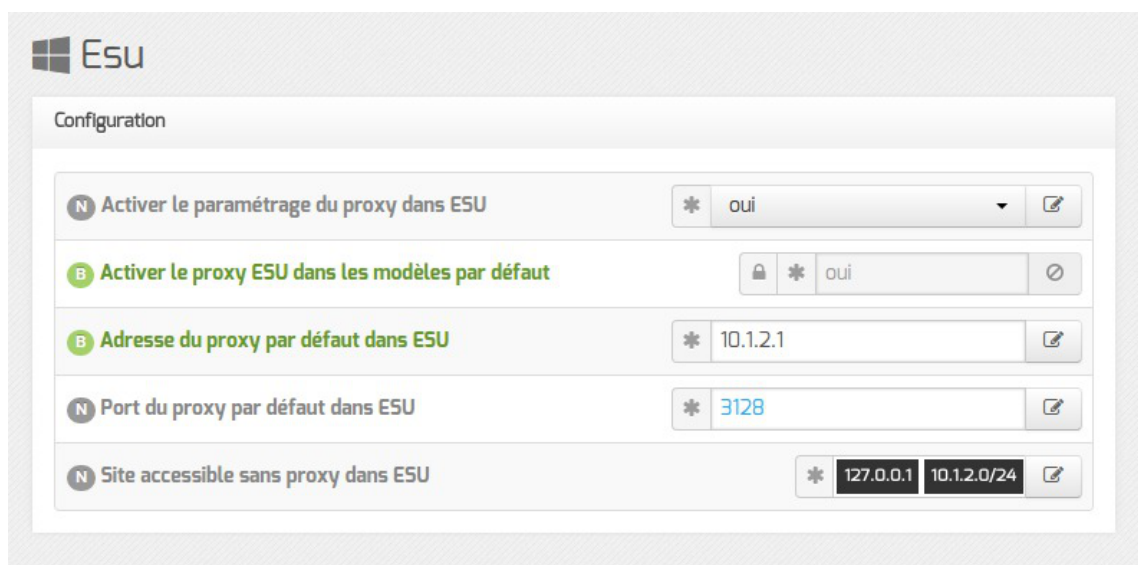 Esu
Configuration
N Activer le paramétrage du proxy dans ESU * oui
B Activer le proxy ESU dans les modèles par défaut * oui
B Adresse du proxy par défaut dans ESU * 10.1.2.1
N Port du proxy par défaut dans ESU * 3128
N Site accessible sans proxy dans ESU * 127.0.0.1 10.1.2.0/24